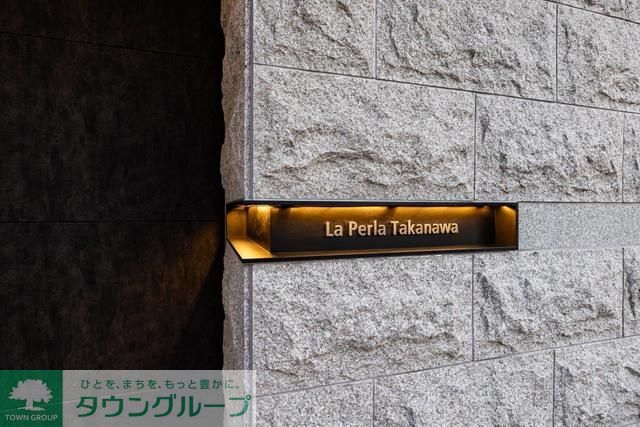 La Perla Takanawa
ひとを、まちを、もっと豊かに。
タウングループ
TOWN GROUP